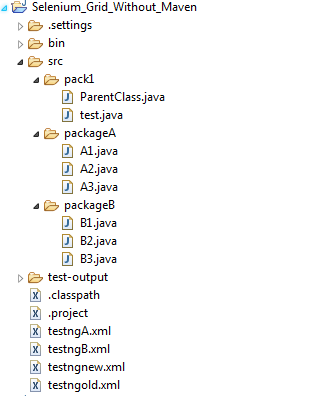 Selenium_Grid_Without_Maven
.settings
bin
src
pack1
ParentClass.java
test.java
packageA
A1.java
A2.java
A3.java
packageB
B1.java
B2.java
B3.java
test-output
.classpath
.project
testngA.xml
testngB.xml
testngnew.xml
testngold.xml